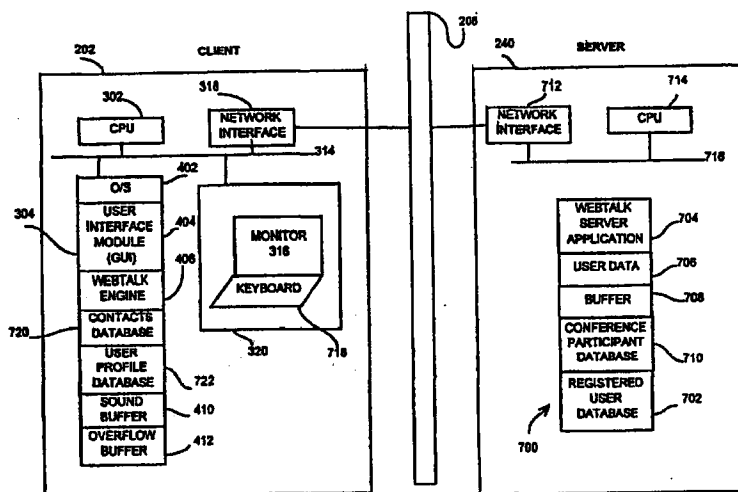 206
CLIENT
SERVER
202
240
302
318
712
714
CPU
NETWORK
INTERFACE
NETWORK
INTERFACE
CPU
314
716
402
O/S
USER
INTERFACE
MODULE
(GUI)
304
404
WEBTALK
ENGINE
406
CONTACTS
DATABASE
720
USER
PROFILE
DATABASE
722
SOUND
BUFFER
410
OVERFLOW
BUFFER
412
MONITOR
316
KEYBOARD
320
718
WEBTALK
SERVER
APPLICATION
704
USER DATA
706
BUFFER
708
CONFERENCE
PARTICIPANT
DATABASE
710
REGISTERED
USER
DATABASE
702
700